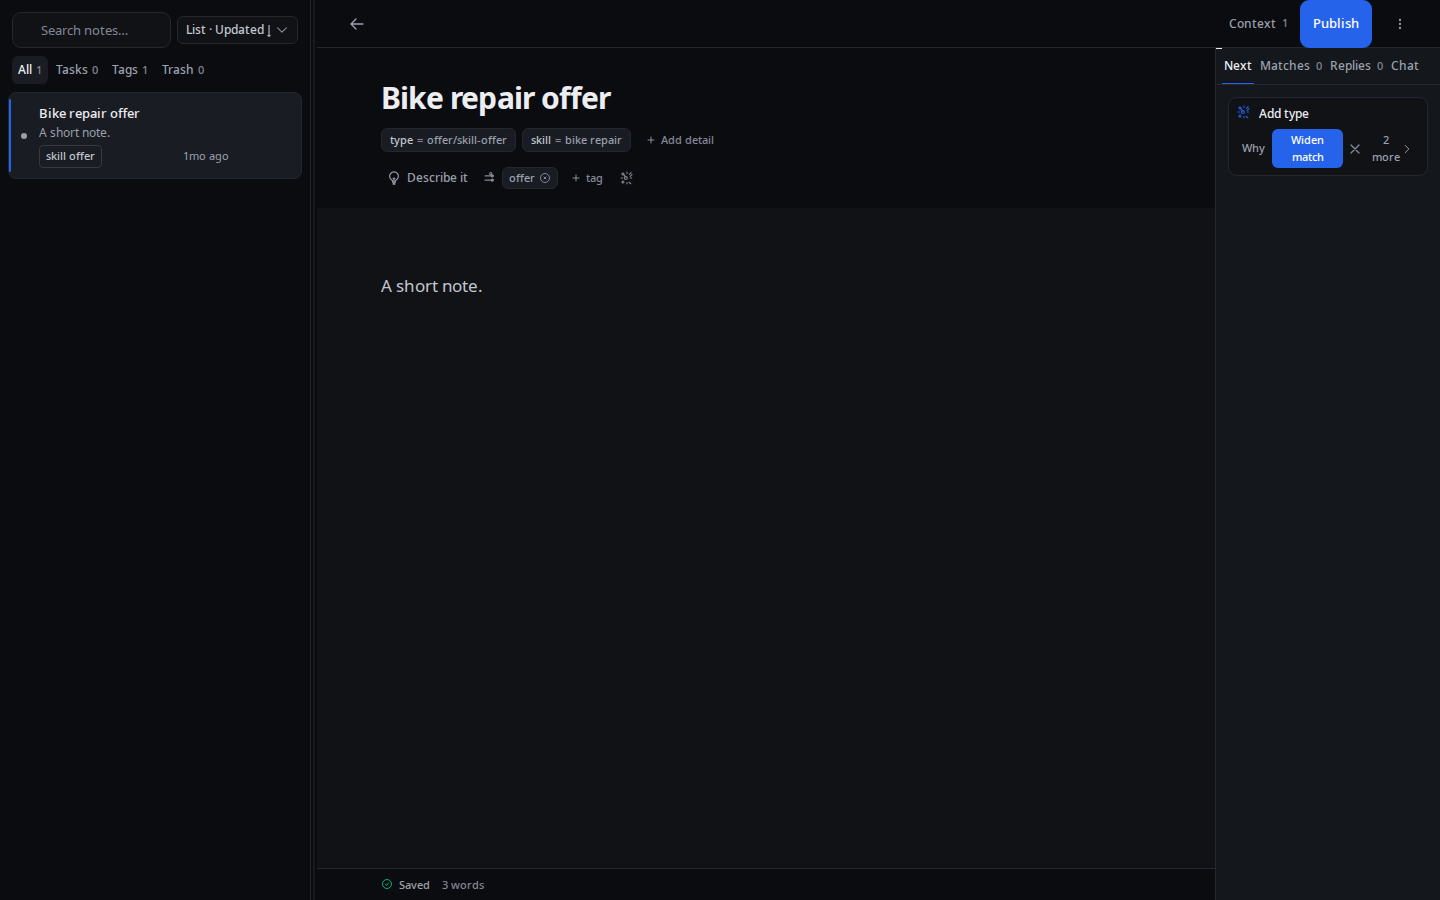 Search notes...
List · Updated ↓
All 1
Tasks 0
Tags 1
Trash 0
Bike repair offer
A short note.
skill offer
1mo ago
Context 1
Publish
Bike repair offer
type = offer/skill-offer
skill = bike repair
+ Add detail
Describe it
offer
+ tag
A short note.
Saved
3 words
Next
Matches 0
Replies 0
Chat
Add type
Why
Widen
match
2
more